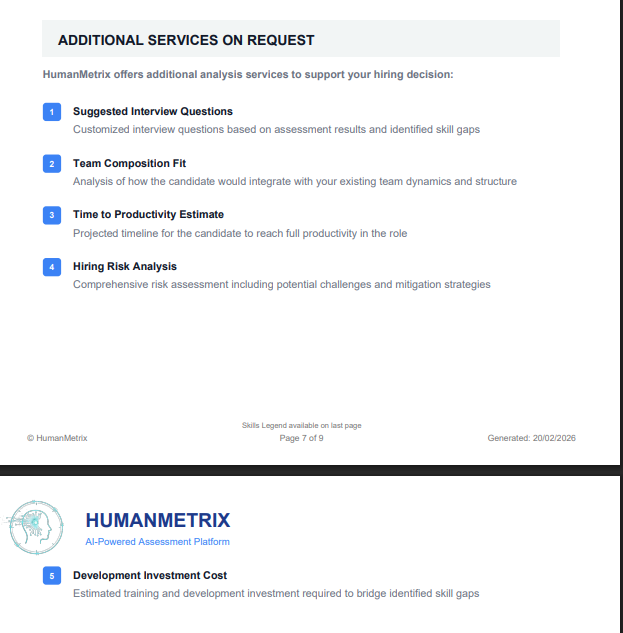 ADDITIONAL SERVICES ON REQUEST
HumanMetrix offers additional analysis services to support your hiring decision:
1 Suggested Interview Questions
Customized interview questions based on assessment results and identified skill gaps
2 Team Composition Fit
Analysis of how the candidate would integrate with your existing team dynamics and structure
3 Time to Productivity Estimate
Projected timeline for the candidate to reach full productivity in the role
4 Hiring Risk Analysis
Comprehensive risk assessment including potential challenges and mitigation strategies
Skills Legend available on last page
© HumanMetrix Page 7 of 9 Generated: 20/02/2026
HUMANMETRIX
AI-Powered Assessment Platform
5 Development Investment Cost
Estimated training and development investment required to bridge identified skill gaps